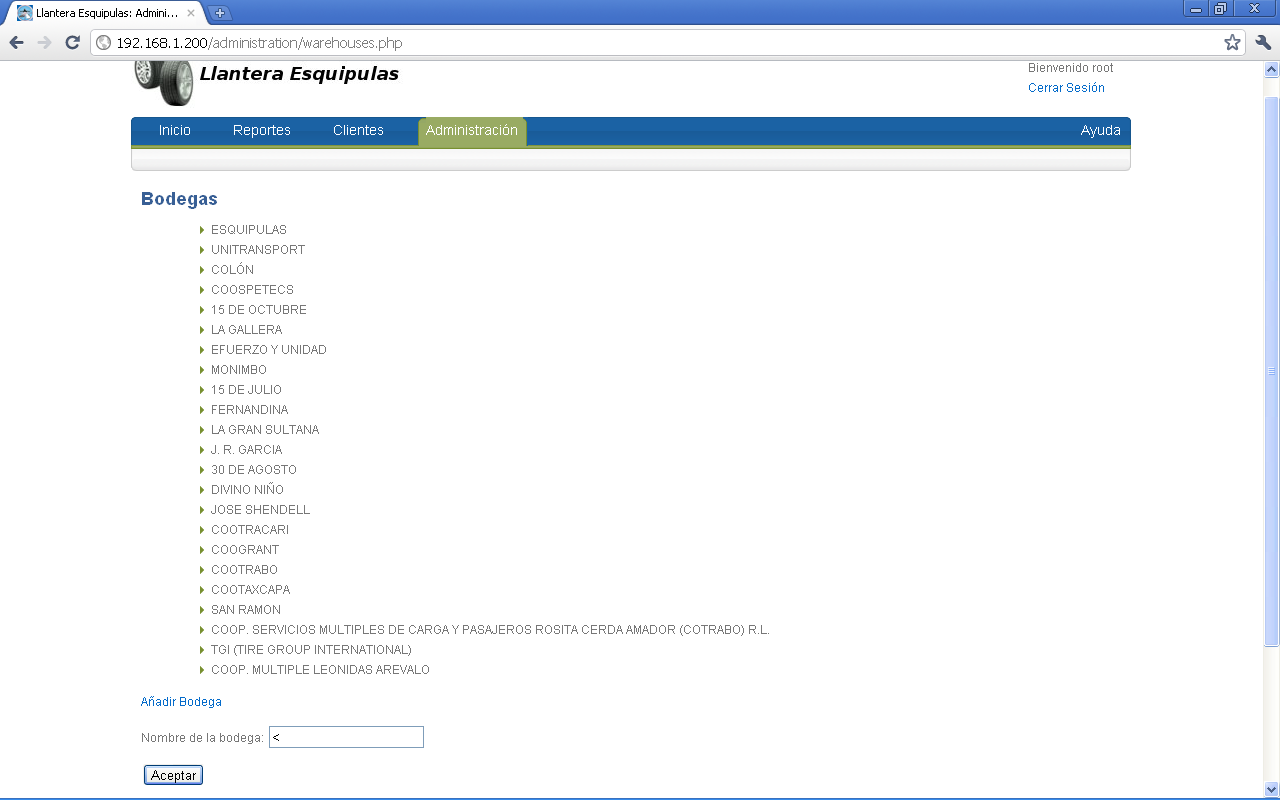 Llantera Esquipulas: Admini...
192.168.1.200/administration/warehouses.php
Llantera Esquipulas
Bienvenido root
Cerrar Sesión
Inicio Reportes Clientes Administración Ayuda
Bodegas
ESQUIPULAS
UNITRANSPORT
COLÓN
COOSPETECS
15 DE OCTUBRE
LA GALLERA
EFUERZO Y UNIDAD
MONIMBO
15 DE JULIO
FERNANDINA
LA GRAN SULTANA
J. R. GARCIA
30 DE AGOSTO
DIVINO NIÑO
JOSE SHENDELL
COOTRACARI
COOGRANT
COOTRABO
COOTAXCAPA
SAN RAMON
COOP. SERVICIOS MULTIPLES DE CARGA Y PASAJEROS ROSITA CERDA AMADOR (COTRABO) R.L.
TGI (TIRE GROUP INTERNATIONAL)
COOP. MULTIPLE LEONIDAS AREVALO
Añadir Bodega
Nombre de la bodega: <
Aceptar